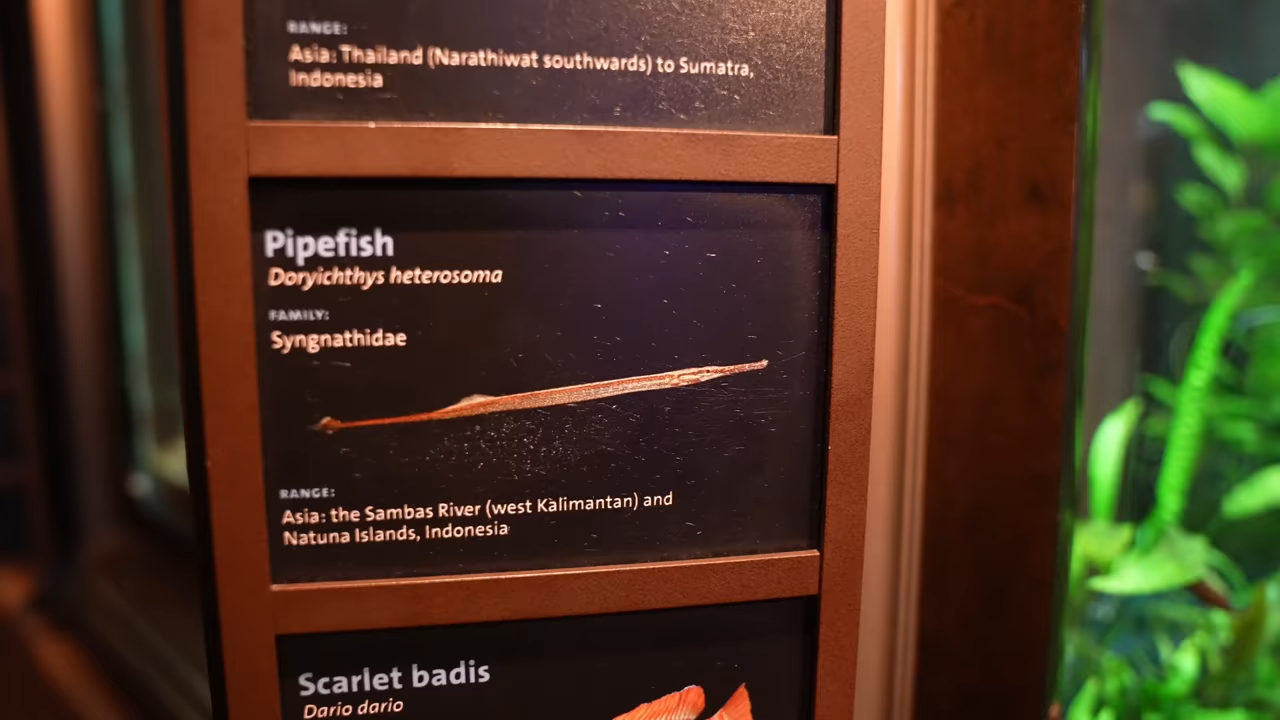 RANGE:
Asia: Thailand (Narathiwat southwards) to Sumatra,
Indonesia
Pipefish
Doryichthys heterosoma
FAMILY:
Syngnathidae
RANGE:
Asia: the Sambas River (west Kalimantan) and
Natuna Islands, Indonesia
Scarlet badis
Dario dario